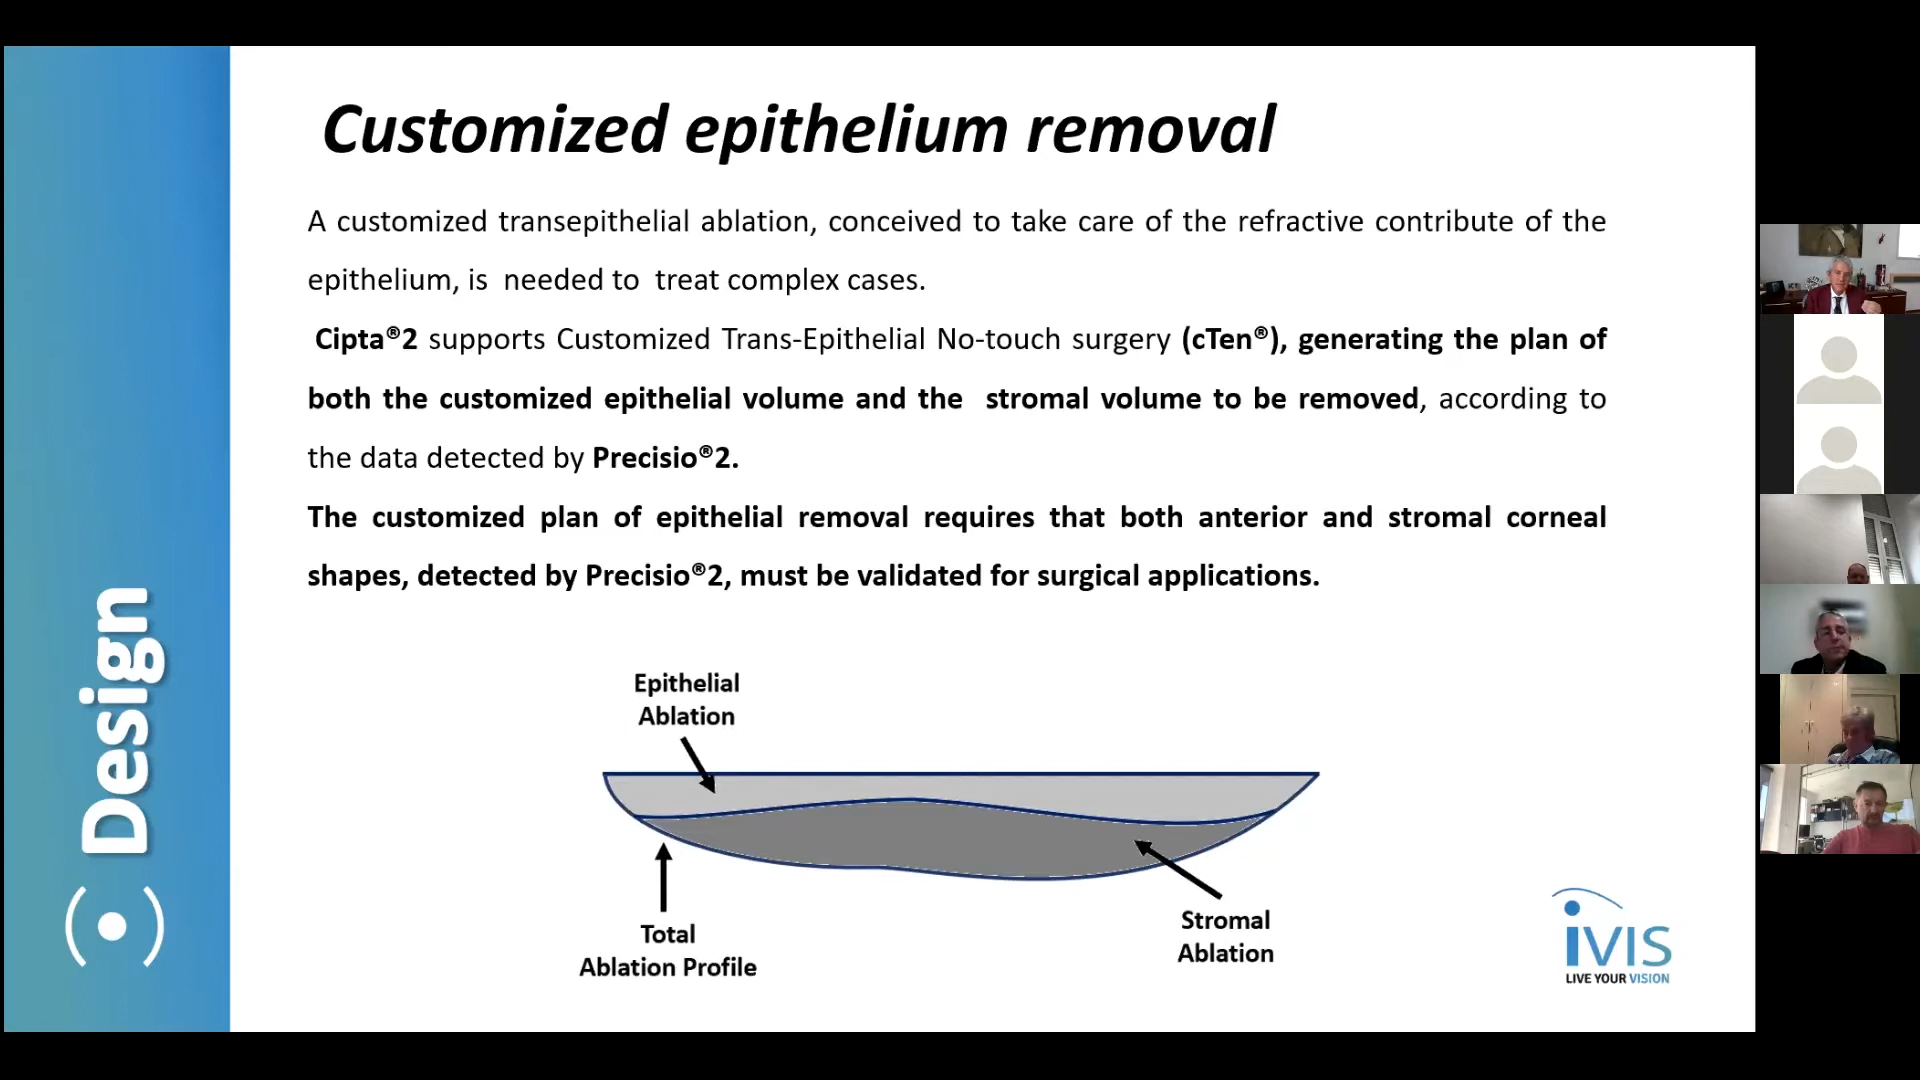 Customized epithelium removal
A customized transepithelial ablation, conceived to take care of the refractive contribute of the
epithelium, is needed to treat complex cases.
Cipta®2 supports Customized Trans-Epithelial No-touch surgery (cTen®), generating the plan of
both the customized epithelial volume and the stromal volume to be removed, according to
the data detected by Precisio®2.
The customized plan of epithelial removal requires that both anterior and stromal corneal
shapes, detected by Precisio®2, must be validated for surgical applications.
Epithelial
Ablation
Total
Ablation Profile
Stromal
Ablation
Design
iVIS
LIVE YOUR VISION